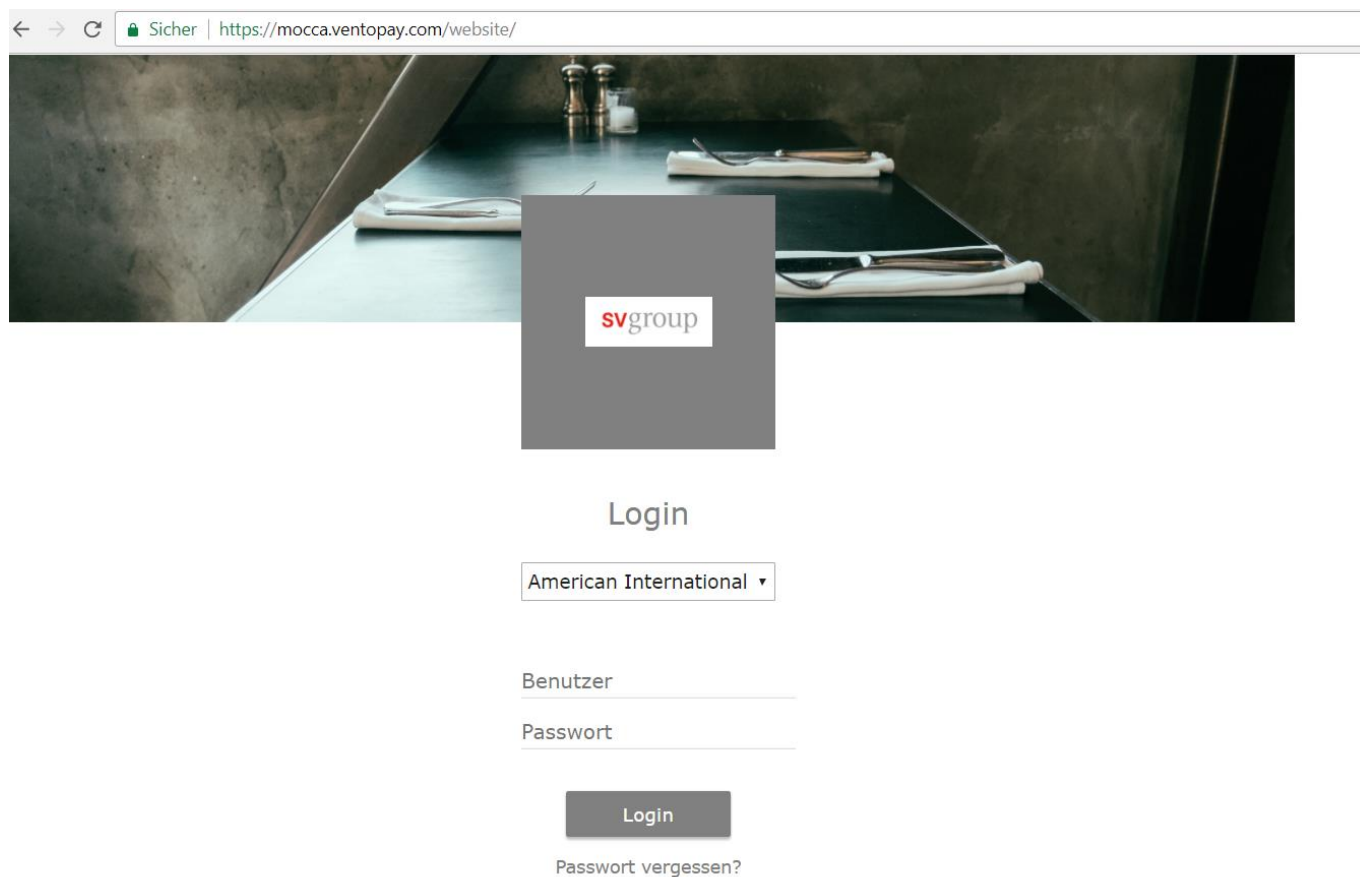 Sicher | https://mocca.ventopay.com/website/
svgroup
Login
American International
Benutzer
Passwort
Login
Passwort vergessen?